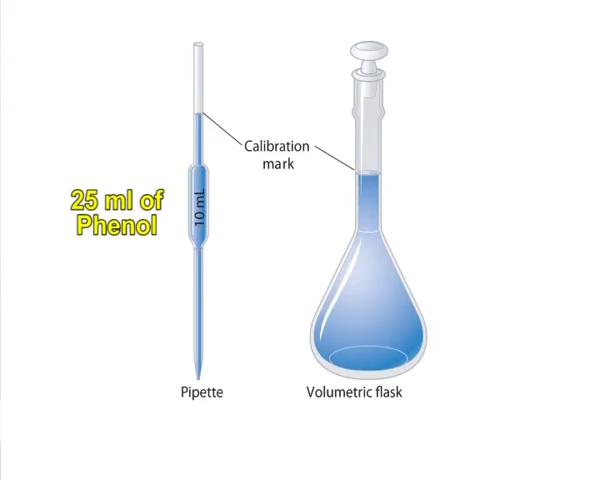 Calibration
mark
25 ml of
Phenol
10 mL
Pipette
Volumetric flask